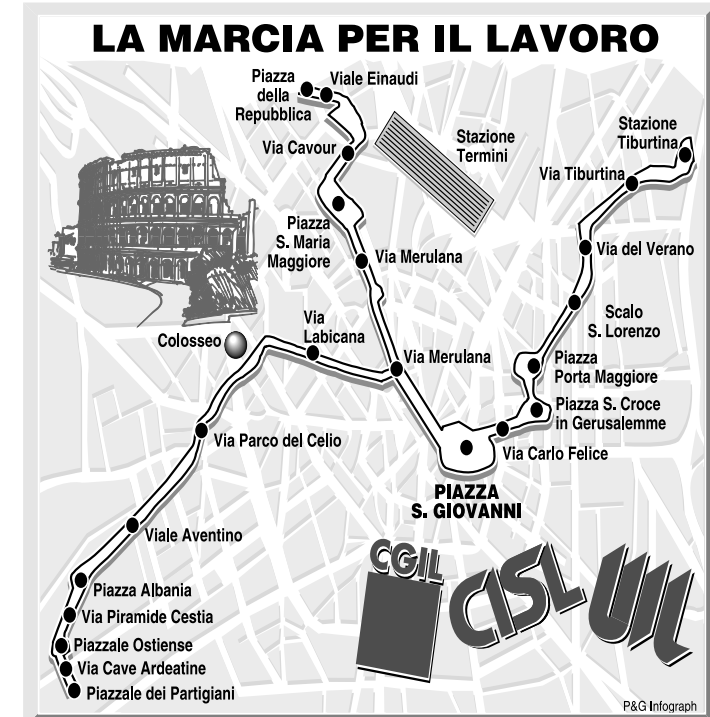 LA MARCIA PER IL LAVORO
Piazza
della
Repubblica
Viale Einaudi
Via Cavour
Stazione
Termini
Stazione
Tiburtina
Via Tiburtina
Piazza
S. Maria
Maggiore
Via Merulana
Via del Verano
Scalo
S. Lorenzo
Via
Labicana
Colosseo
Via Merulana
Piazza
Porta Maggiore
Piazza S. Croce
in Gerusalemme
Via Parco del Celio
Via Carlo Felice
PIAZZA
S. GIOVANNI
Viale Aventino
Piazza Albania
Via Piramide Cestia
Piazzale Ostiense
Via Cave Ardeatine
Piazzale dei Partigiani
CGIL
CISL
UIL
P&G Infograph